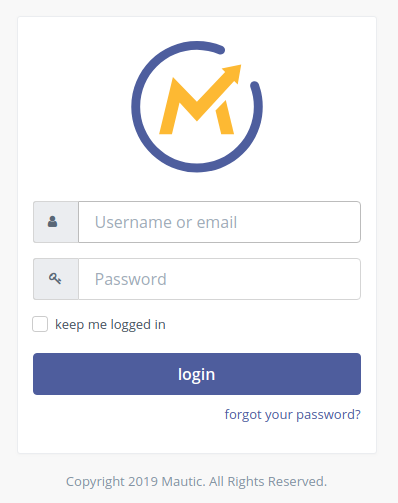 Username or email
Password
keep me logged in
login
forgot your password?
Copyright 2019 Mautic. All Rights Reserved.